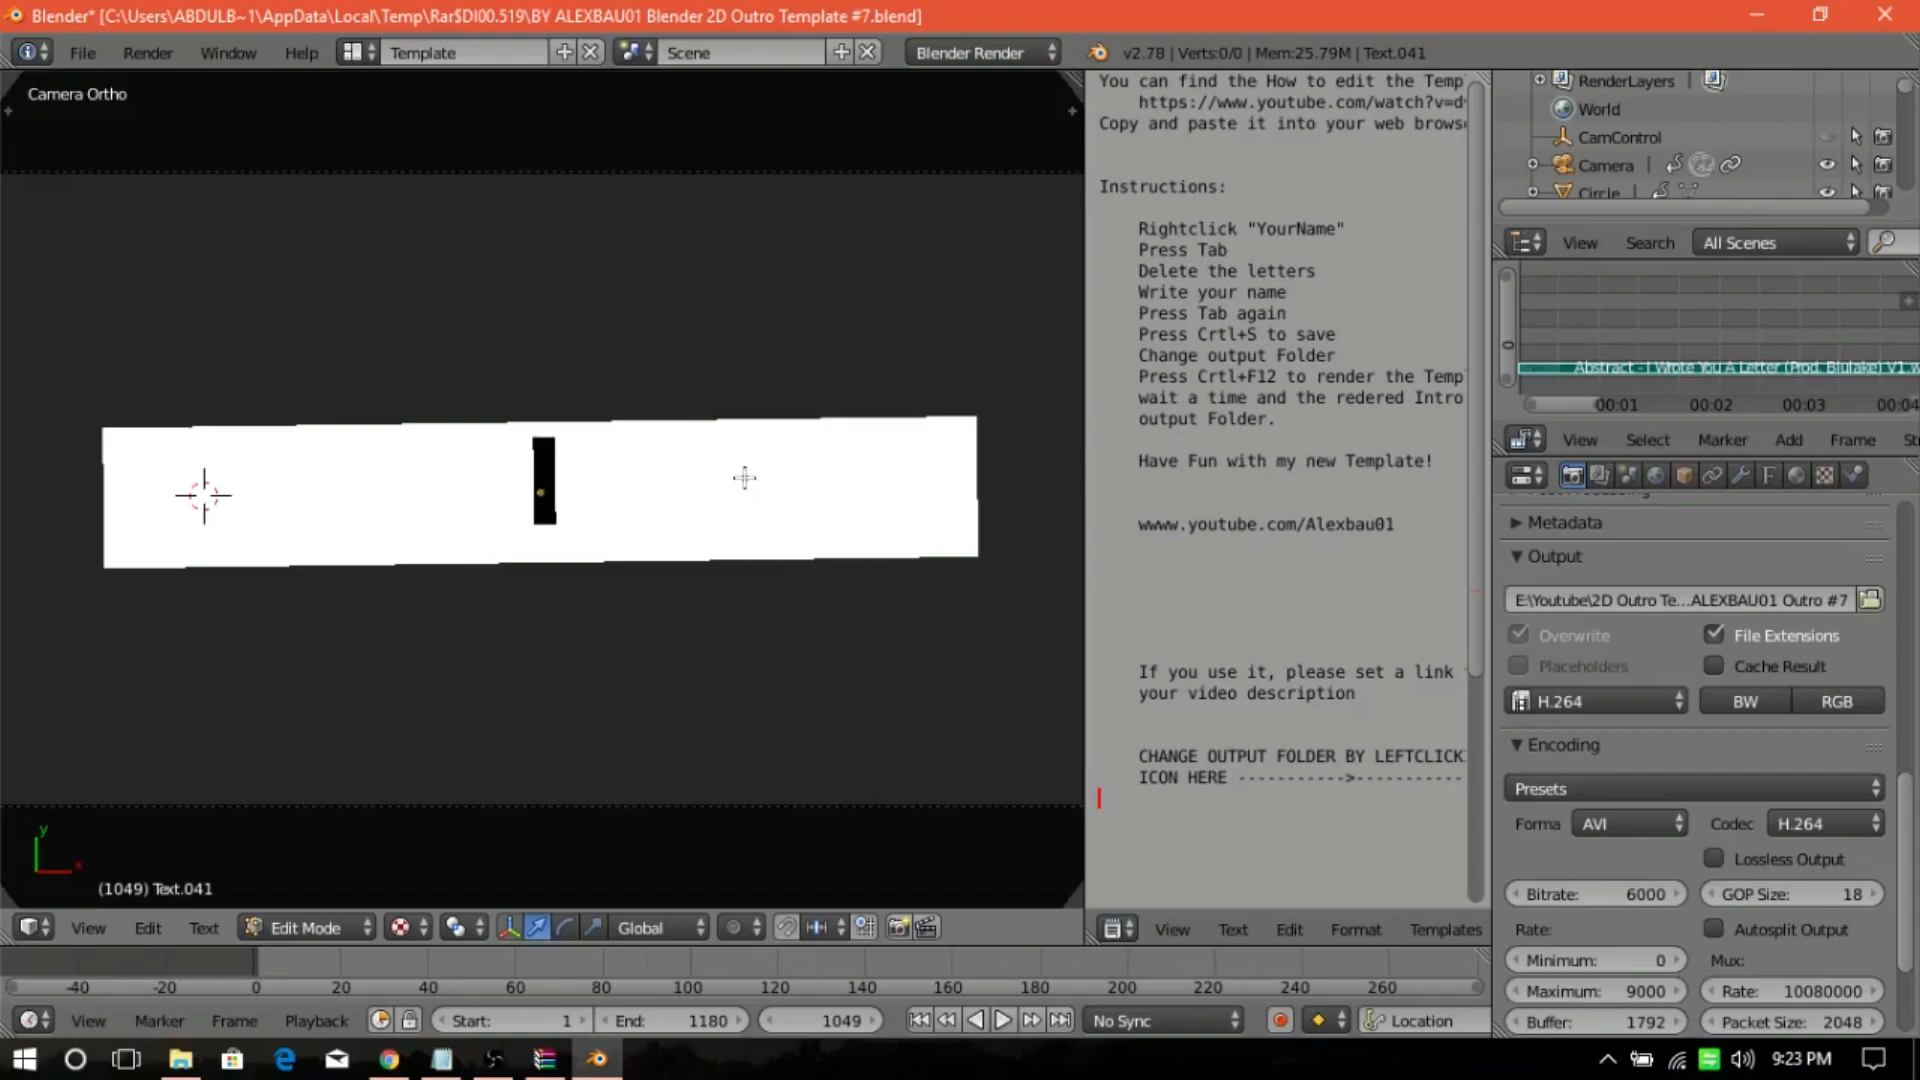 Blender* [C:\Users\ABDULB~1\AppData\Local\Temp\Rar$DI00.519\BY ALEXBAU01 Blender 2D Outro Template #7.blend]
File Render Window Help Template Scene Blender Render v2.78 | Verts:0/0 | Mem:25.79M | Text.041
Camera Ortho
(1049) Text.041
y
x
View Edit Text Edit Mode Global
You can find the How to edit the Temp
https://www.youtube.com/watch?v=d
Copy and paste it into your web brows
Instructions:
Rightclick "YourName"
Press Tab
Delete the letters
Write your name
Press Tab again
Press Crtl+S to save
Change output Folder
Press Crtl+F12 to render the Temp
wait a time and the redered Intro
output Folder.
Have Fun with my new Template!
wwww.youtube.com/Alexbau01
If you use it, please set a link
your video description
CHANGE OUTPUT FOLDER BY LEFTCLICK
ICON HERE ----------->-----------
View Text Edit Format Templates
RenderLayers |
World
CamControl
Camera |
Circle |
View Search All Scenes
Abstract - I Wrote You A Letter (Prod. Blulake) V1.w
00:01 00:02 00:03 00:04
View Select Marker Add Frame St
Metadata
Output
E:\Youtube\2D Outro Te...ALEXBAU01 Outro #7
Overwrite File Extensions
Placeholders Cache Result
H.264 BW RGB
Encoding
Presets
Forma AVI Codec H.264
Lossless Output
Bitrate: 6000 GOP Size: 18
Rate: Autosplit Output
Minimum: 0 Mux:
Maximum: 9000 Rate: 10080000
Buffer: 1792 Packet Size: 2048
-40 -20 0 20 40 60 80 100 120 140 160 180 200 220 240 260
View Marker Frame Playback Start: 1 End: 1180 1049 No Sync Location
9:23 PM